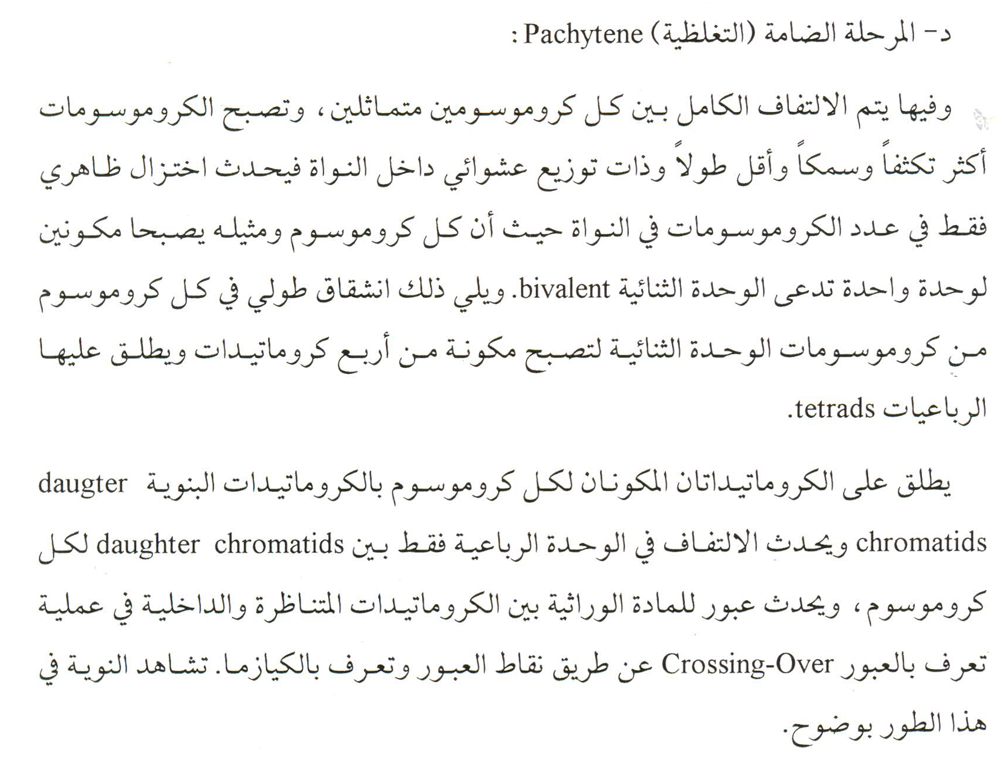 د- المرحلة الضامة (التغلظية) Pachytene :
وفيها يتم الالتفاف الكامل بين كل كروموسومين متماثلين، وتصبح الكروموسومات
أكثر تكثفاً وسمكاً وأقل طولاً وذات توزيع عشوائي داخل النواة فيحدث اختزال ظاهري
فقط في عدد الكروموسومات في النواة حيث أن كل كروموسوم ومثيله يصبحا مكونين
لوحدة واحدة تدعى الوحدة الثنائية bivalent. ويلي ذلك انشقاق طولي في كل كروموسوم
من كروموسومات الوحدة الثنائية لتصبح مكونة من أربع كروماتيدات ويطلق عليها
الرباعيات tetrads.
يطلق على الكروماتيداتان المكونان لكل كروموسوم بالكروماتيدات البنوية daugter
chromatids ويحدث الالتفاف في الوحدة الرباعية فقط بين daughter chromatids لكل
كروموسوم، ويحدث عبور للمادة الوراثية بين الكروماتيدات المتناظرة والداخلية في عملية
تعرف بالعبور Crossing-Over عن طريق نقاط العبور وتعرف بالكيازما. تشاهد النوية في
هذا الطور بوضوح.